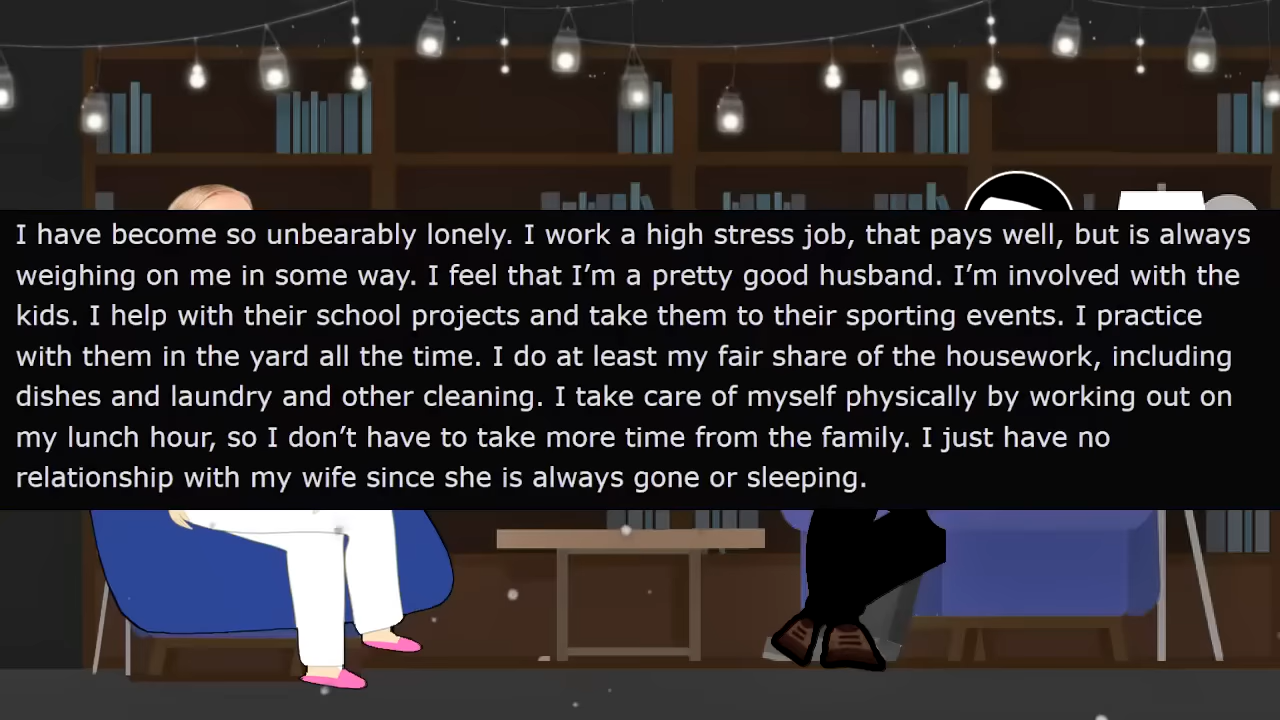 I have become so unbearably lonely. I work a high stress job, that pays well, but is always
weighing on me in some way. I feel that I’m a pretty good husband. I’m involved with the
kids. I help with their school projects and take them to their sporting events. I practice
with them in the yard all the time. I do at least my fair share of the housework, including
dishes and laundry and other cleaning. I take care of myself physically by working out on
my lunch hour, so I don’t have to take more time from the family. I just have no
relationship with my wife since she is always gone or sleeping.